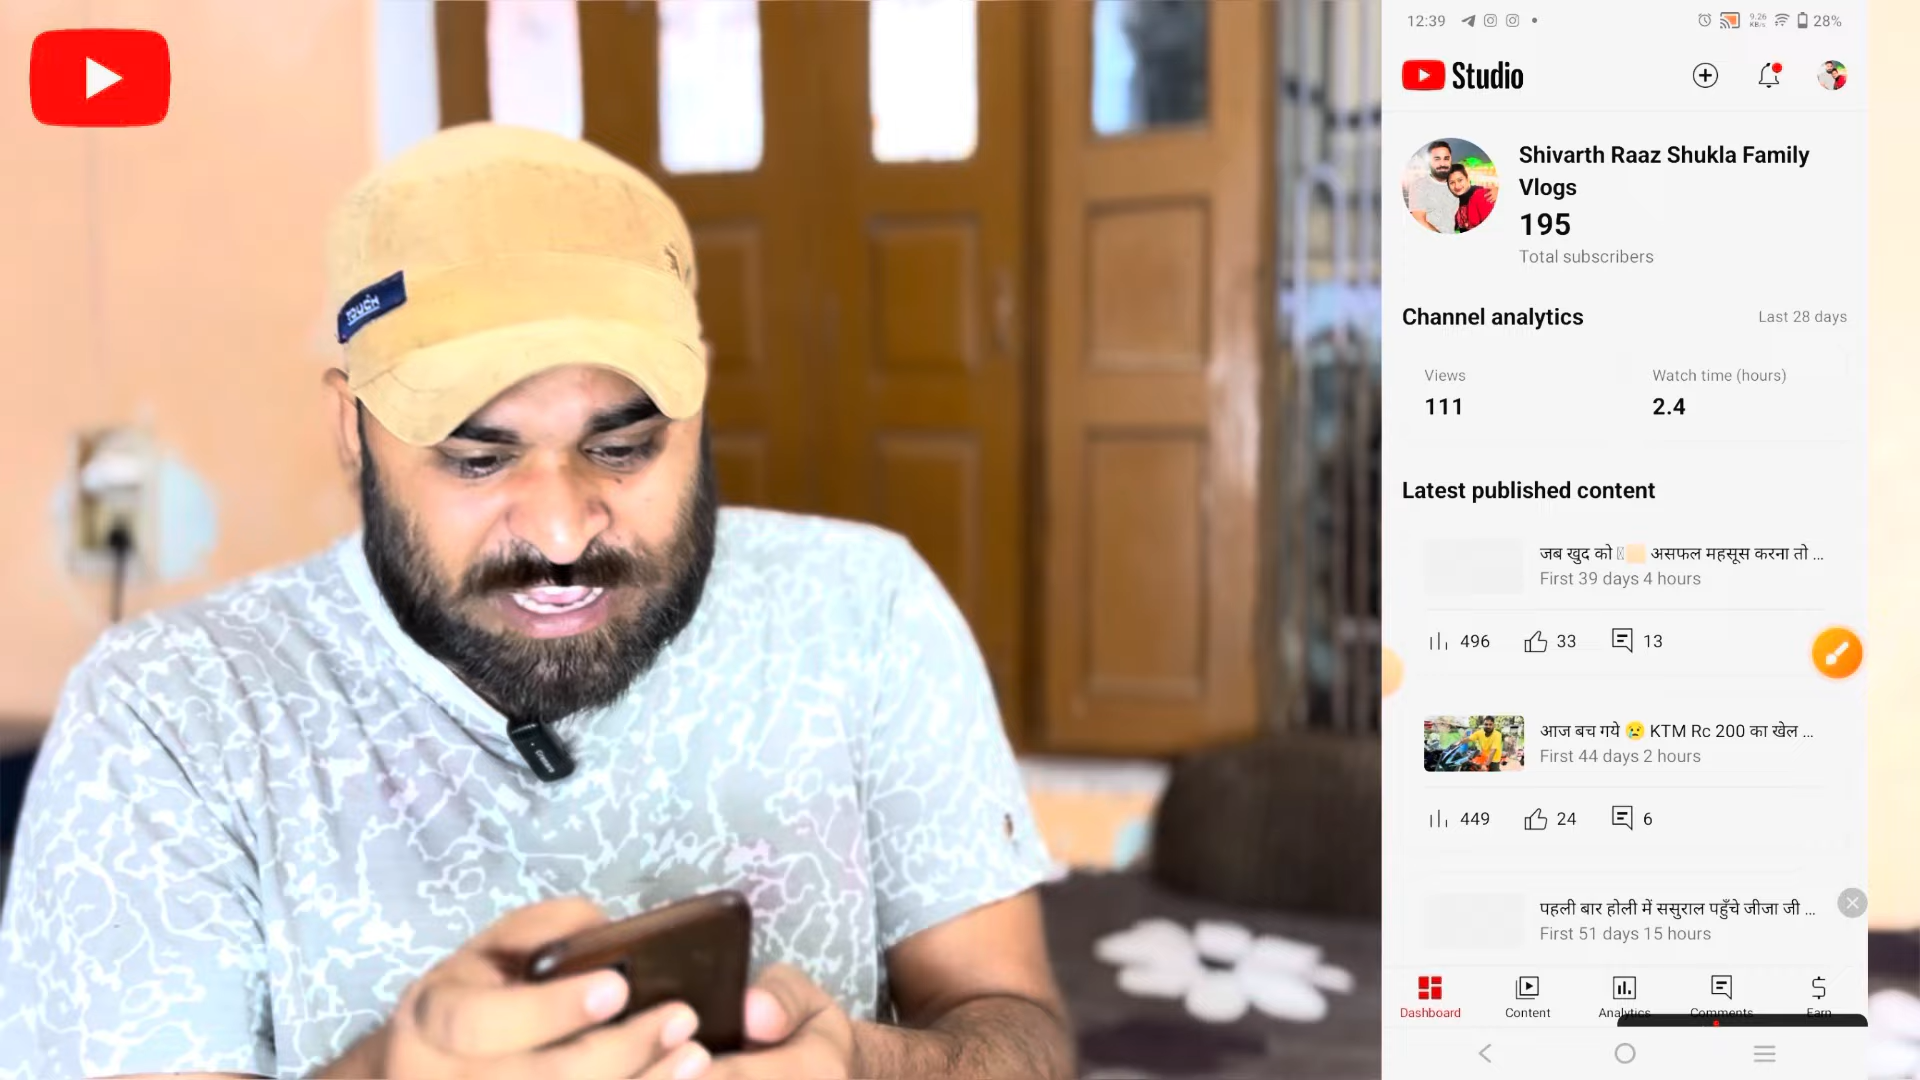 12:39
9.26
KB/s
28%
Studio
Shivarth Raaz Shukla Family
Vlogs
195
Total subscribers
Channel analytics
Last 28 days
Views
Watch time (hours)
111
2.4
Latest published content
जब खुद को असफल महसूस करना तो ...
First 39 days 4 hours
496
33
13
आज बच गये 😢 KTM Rc 200 का खेल ...
First 44 days 2 hours
449
24
6
पहली बार होली में ससुराल पहुँचे जीजा जी ...
First 51 days 15 hours
Dashboard
Content
Analytics
Comments
Earn
TOUCH